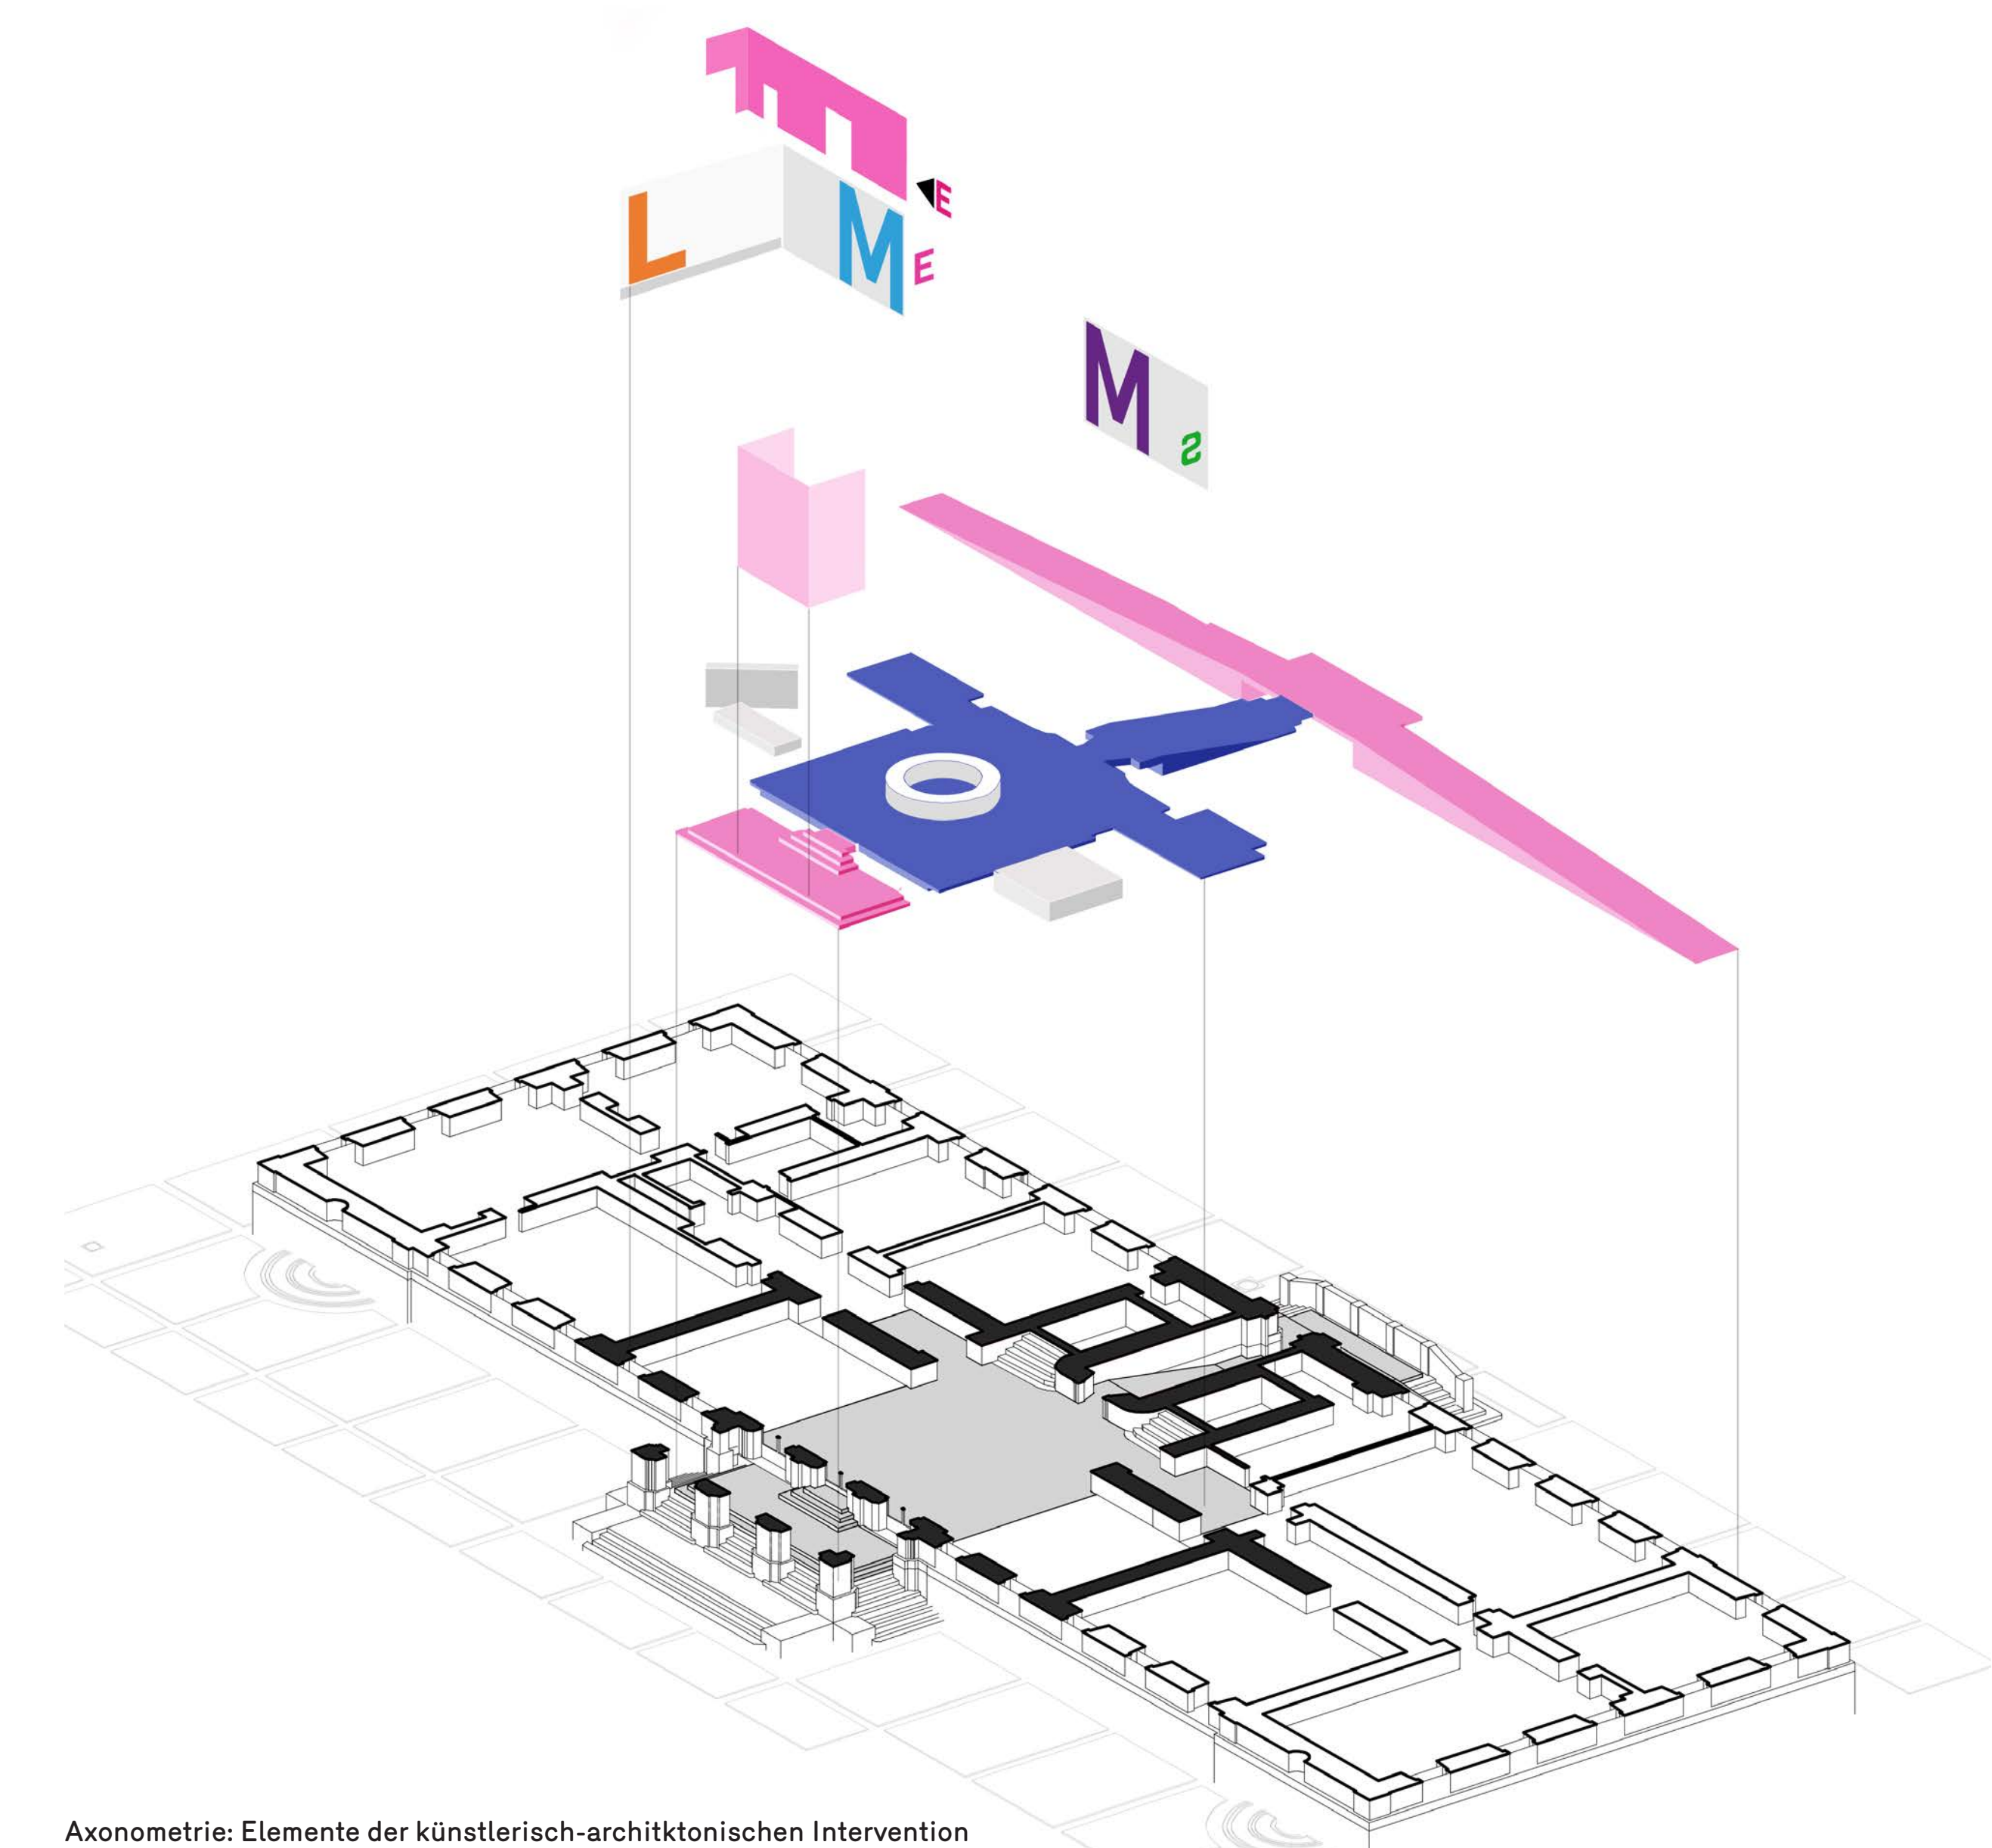 E
L M E
M 2
Axonometrie: Elemente der künstlerisch-architktonischen Intervention